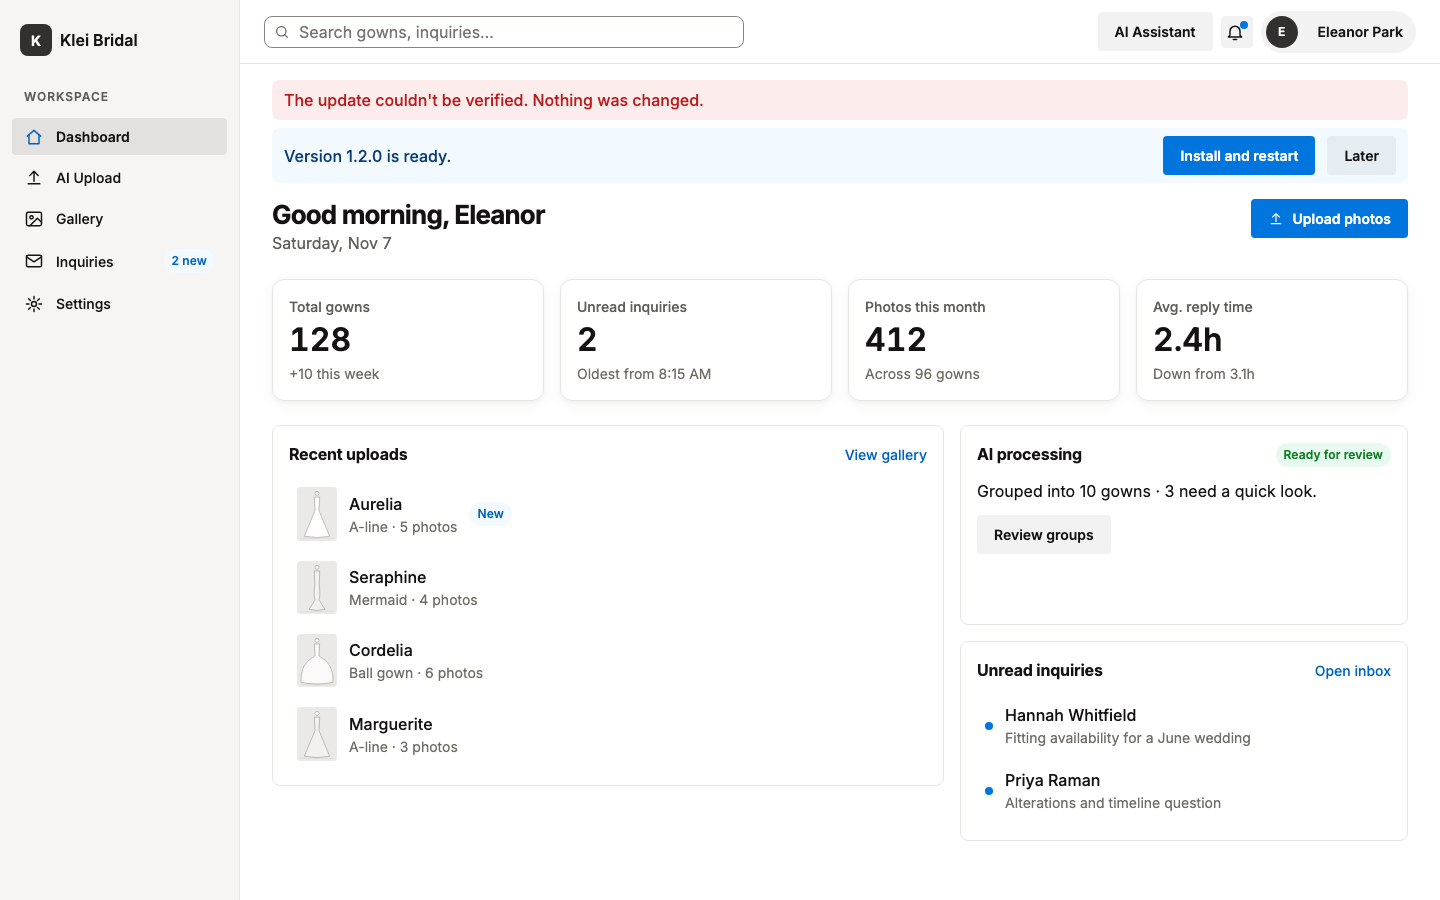 K Klei Bridal
WORKSPACE
Dashboard
AI Upload
Gallery
Inquiries 2 new
Settings
Search gowns, inquiries...
AI Assistant
E Eleanor Park
The update couldn't be verified. Nothing was changed.
Version 1.2.0 is ready.
Install and restart
Later
Good morning, Eleanor
Saturday, Nov 7
Upload photos
Total gowns
128
+10 this week
Unread inquiries
2
Oldest from 8:15 AM
Photos this month
412
Across 96 gowns
Avg. reply time
2.4h
Down from 3.1h
Recent uploads
View gallery
Aurelia
A-line · 5 photos
New
Seraphine
Mermaid · 4 photos
Cordelia
Ball gown · 6 photos
Marguerite
A-line · 3 photos
AI processing
Ready for review
Grouped into 10 gowns · 3 need a quick look.
Review groups
Unread inquiries
Open inbox
Hannah Whitfield
Fitting availability for a June wedding
Priya Raman
Alterations and timeline question